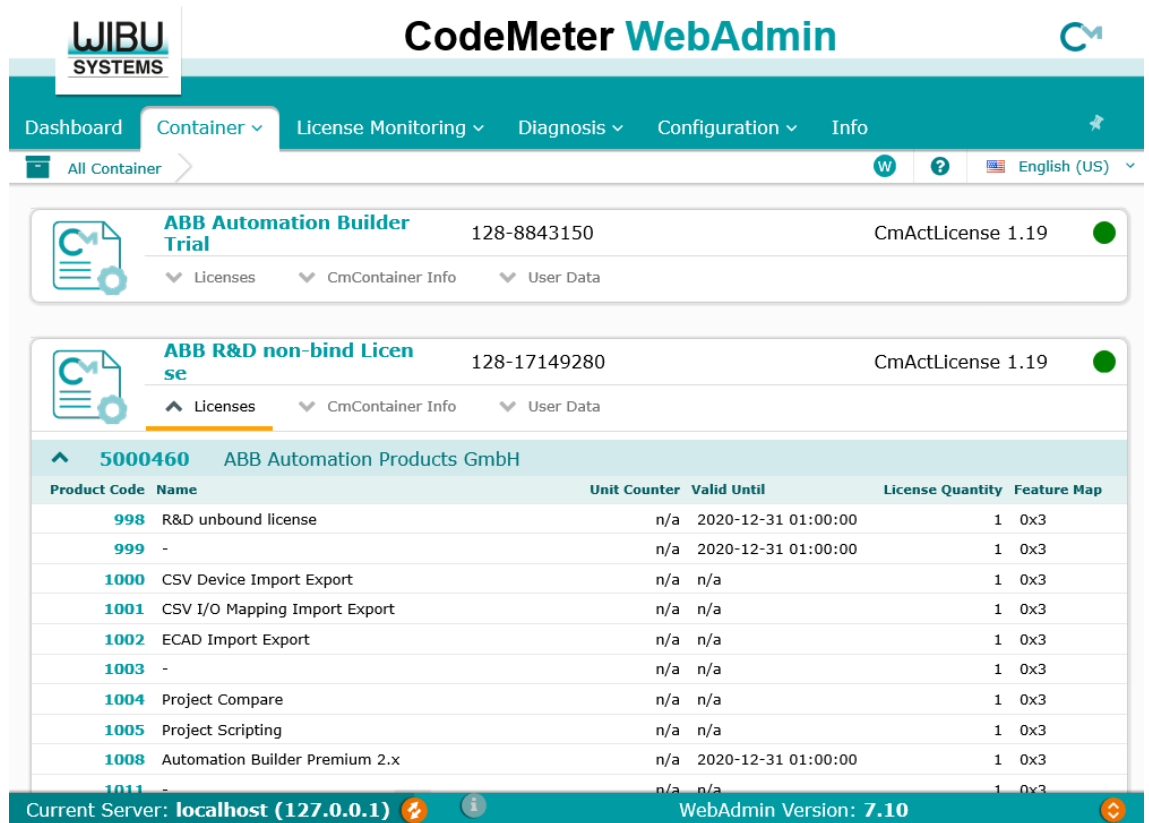 WIBU
SYSTEMS
CodeMeter WebAdmin
Dashboard Container License Monitoring Diagnosis Configuration Info
All Container W ? English (US)
ABB Automation Builder
Trial
128-8843150 CmActLicense 1.19
Licenses CmContainer Info User Data
ABB R&D non-bind Licen
se
128-17149280 CmActLicense 1.19
Licenses CmContainer Info User Data
5000460 ABB Automation Products GmbH
Product Code Name Unit Counter Valid Until License Quantity Feature Map
998 R&D unbound license n/a 2020-12-31 01:00:00 1 0x3
999 - n/a 2020-12-31 01:00:00 1 0x3
1000 CSV Device Import Export n/a n/a 1 0x3
1001 CSV I/O Mapping Import Export n/a n/a 1 0x3
1002 ECAD Import Export n/a n/a 1 0x3
1003 - n/a n/a 1 0x3
1004 Project Compare n/a n/a 1 0x3
1005 Project Scripting n/a n/a 1 0x3
1008 Automation Builder Premium 2.x n/a 2020-12-31 01:00:00 1 0x3
1011 - n/a n/a 1 0x3
Current Server: localhost (127.0.0.1) i WebAdmin Version: 7.10